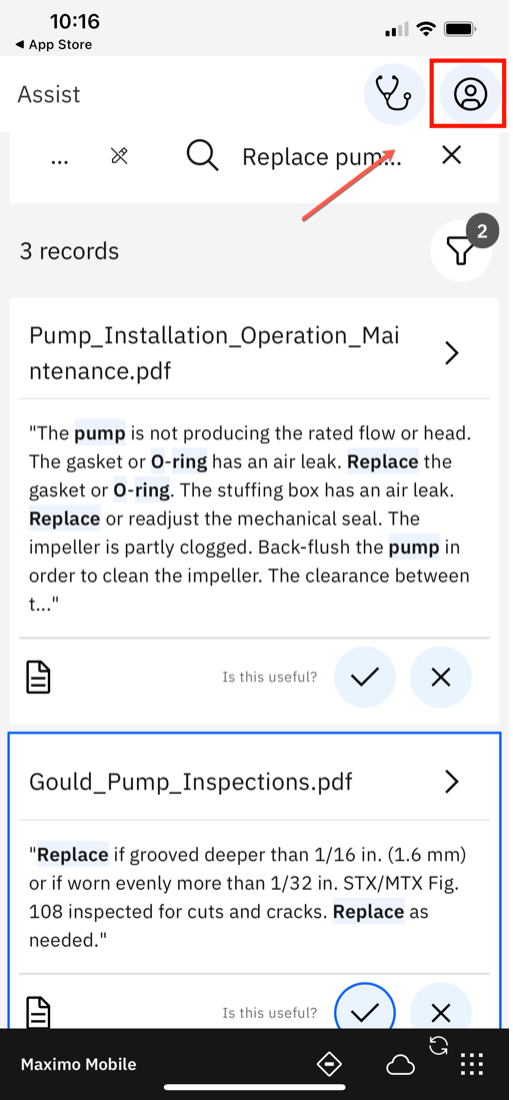 10:16
◀ App Store
Assist
... Replace pum...
3 records
2
Pump_Installation_Operation_Mai
ntenance.pdf
"The pump is not producing the rated flow or head.
The gasket or O-ring has an air leak. Replace the
gasket or O-ring. The stuffing box has an air leak.
Replace or readjust the mechanical seal. The
impeller is partly clogged. Back-flush the pump in
order to clean the impeller. The clearance between
t..."
Is this useful?
Gould_Pump_Inspections.pdf
"Replace if grooved deeper than 1/16 in. (1.6 mm)
or if worn evenly more than 1/32 in. STX/MTX Fig.
108 inspected for cuts and cracks. Replace as
needed."
Is this useful?
Maximo Mobile